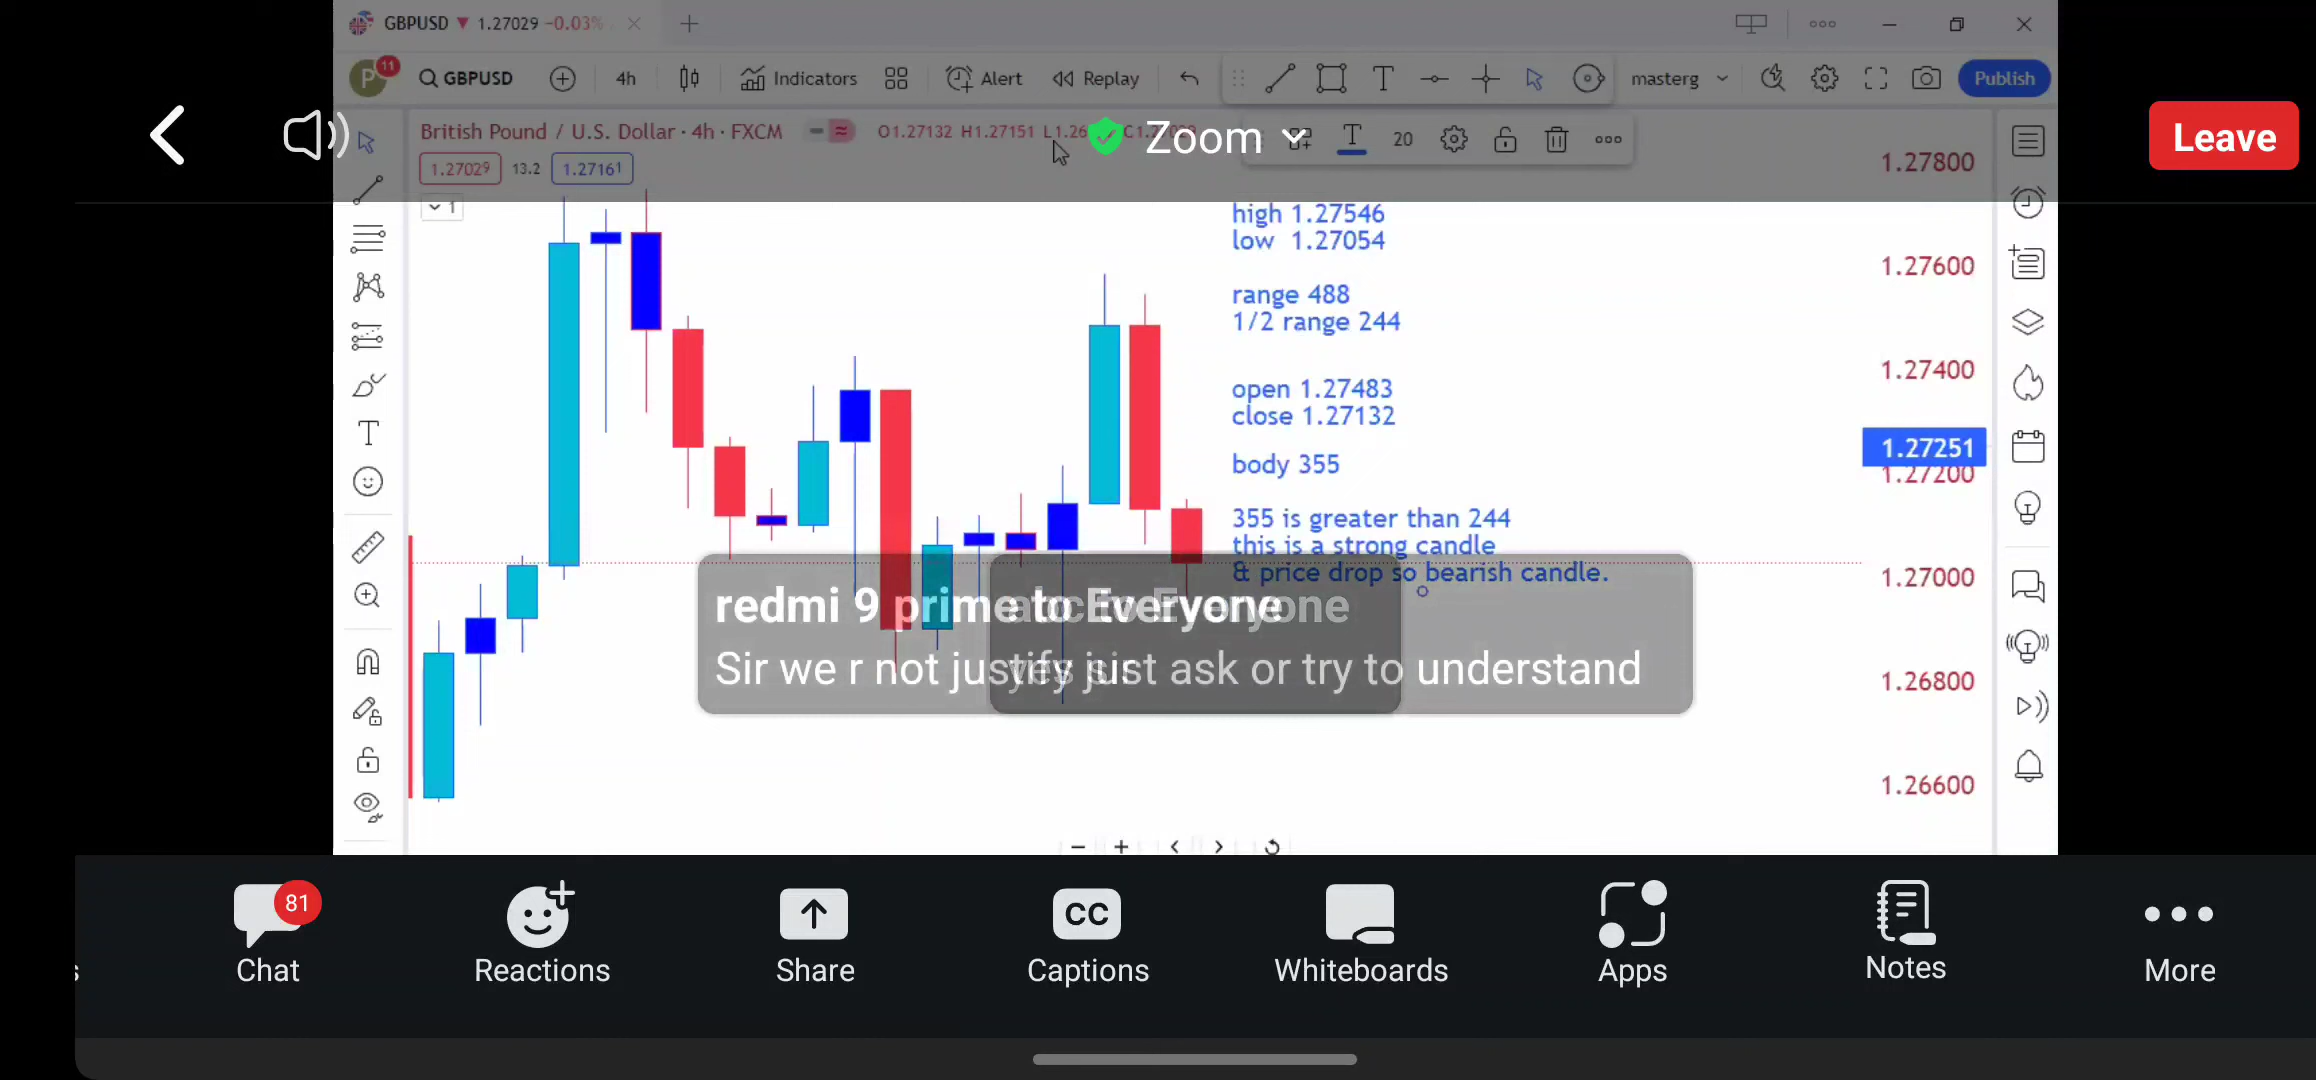 GBPUSD 1.27029 -0.03%
P 11 GBPUSD 4h Indicators Alert Replay masterg Publish
Zoom Leave
British Pound / U.S. Dollar · 4h · FXCM O1.27132 H1.27151 L1.26
20
1.27029 13.2 1.27161
1
high 1.27546
low 1.27054
range 488
1/2 range 244
open 1.27483
close 1.27132
body 355
355 is greater than 244
this is a strong candle
& price drop so bearish candle.
1.27800
1.27600
1.27400
1.27251
1.27200
1.27000
1.26800
1.26600
redmi 9 prime to Everyone
Sir we r not justify just ask or try to understand
81
CC
Chat Reactions Share Captions Whiteboards Apps Notes More